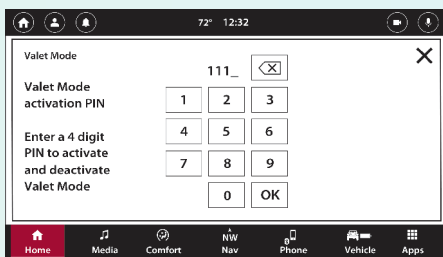 72° 12:32
Valet Mode
111_
Valet Mode
activation PIN
1 2 3
Enter a 4 digit
PIN to activate
and deactivate
Valet Mode
4 5 6
7 8 9
0 OK
NW
Home Media Comfort Nav Phone Vehicle Apps